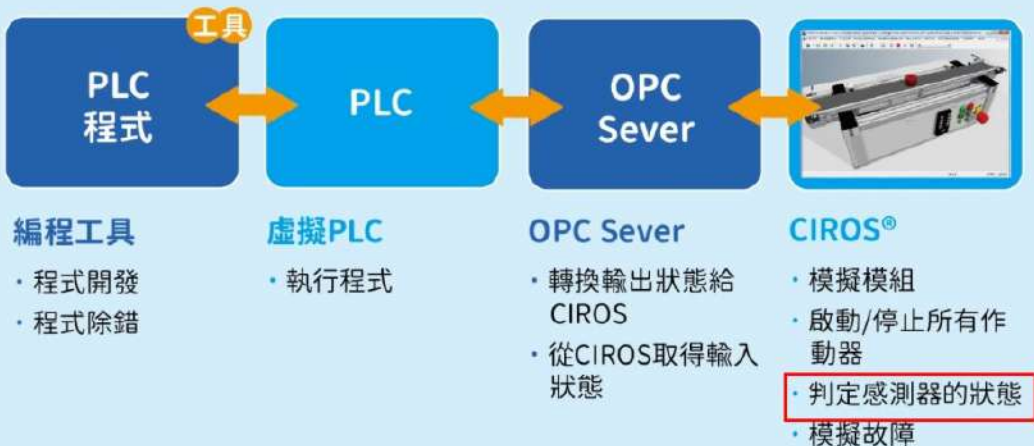 工具
PLC
程式
PLC
OPC
Sever
編程工具
・程式開發
・程式除錯
虛擬PLC
・執行程式
OPC Sever
・轉換輸出狀態給
CIROS
・從CIROS取得輸入
狀態
CIROS®
・模擬模組
・啟動/停止所有作
動器
・判定感測器的狀態
・模擬故障